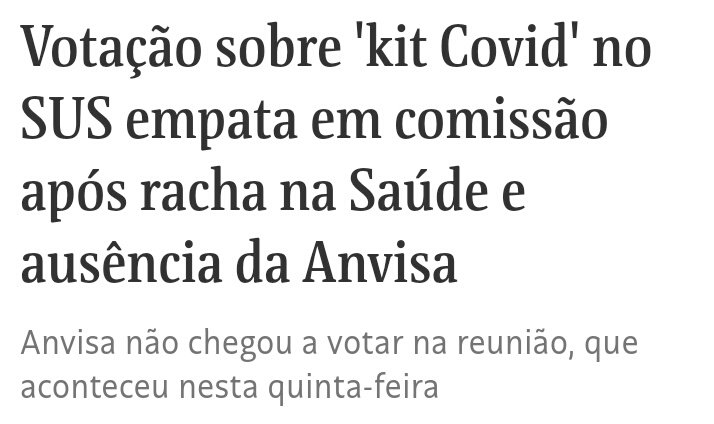 Votação sobre 'kit Covid' no
SUS empata em comissão
após racha na Saúde e
ausência da Anvisa
Anvisa não chegou a votar na reunião, que
aconteceu nesta quinta-feira